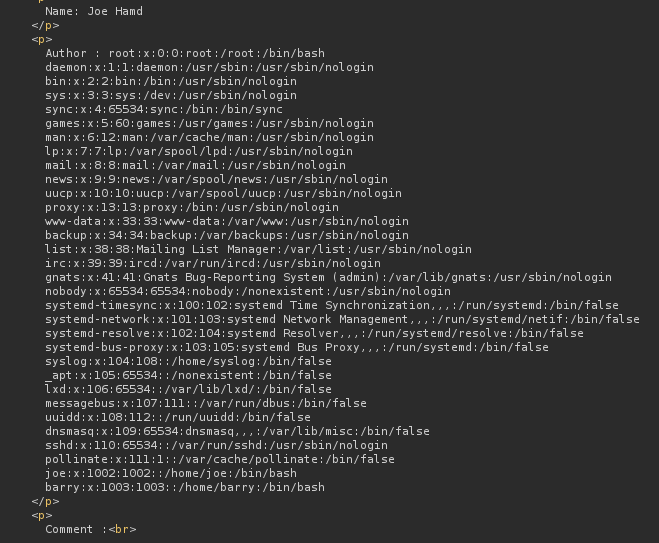 Name: Joe Hamd
</p>
<p>
Author : root:x:0:0:root:/root:/bin/bash
daemon:x:1:1:daemon:/usr/sbin:/usr/sbin/nologin
bin:x:2:2:bin:/bin:/usr/sbin/nologin
sys:x:3:3:sys:/dev:/usr/sbin/nologin
sync:x:4:65534:sync:/bin:/bin/sync
games:x:5:60:games:/usr/games:/usr/sbin/nologin
man:x:6:12:man:/var/cache/man:/usr/sbin/nologin
lp:x:7:7:lp:/var/spool/lpd:/usr/sbin/nologin
mail:x:8:8:mail:/var/mail:/usr/sbin/nologin
news:x:9:9:news:/var/spool/news:/usr/sbin/nologin
uucp:x:10:10:uucp:/var/spool/uucp:/usr/sbin/nologin
proxy:x:13:13:proxy:/bin:/usr/sbin/nologin
www-data:x:33:33:www-data:/var/www:/usr/sbin/nologin
backup:x:34:34:backup:/var/backups:/usr/sbin/nologin
list:x:38:38:Mailing List Manager:/var/list:/usr/sbin/nologin
irc:x:39:39:ircd:/var/run/ircd:/usr/sbin/nologin
gnats:x:41:41:Gnats Bug-Reporting System (admin):/var/lib/gnats:/usr/sbin/nologin
nobody:x:65534:65534:nobody:/nonexistent:/usr/sbin/nologin
systemd-timesync:x:100:102:systemd Time Synchronization,,,:/run/systemd:/bin/false
systemd-network:x:101:103:systemd Network Management,,,:/run/systemd/netif:/bin/false
systemd-resolve:x:102:104:systemd Resolver,,,:/run/systemd/resolve:/bin/false
systemd-bus-proxy:x:103:105:systemd Bus Proxy,,,:/run/systemd:/bin/false
syslog:x:104:108::/home/syslog:/bin/false
_apt:x:105:65534::/nonexistent:/bin/false
lxd:x:106:65534::/var/lib/lxd/:/bin/false
messagebus:x:107:111::/var/run/dbus:/bin/false
uuidd:x:108:112::/run/uuidd:/bin/false
dnsmasq:x:109:65534:dnsmasq,,,:/var/lib/misc:/bin/false
sshd:x:110:65534::/var/run/sshd:/usr/sbin/nologin
pollinate:x:111:1::/var/cache/pollinate:/bin/false
joe:x:1002:1002::/home/joe:/bin/bash
barry:x:1003:1003::/home/barry:/bin/bash
</p>
<p>
Comment :<br>